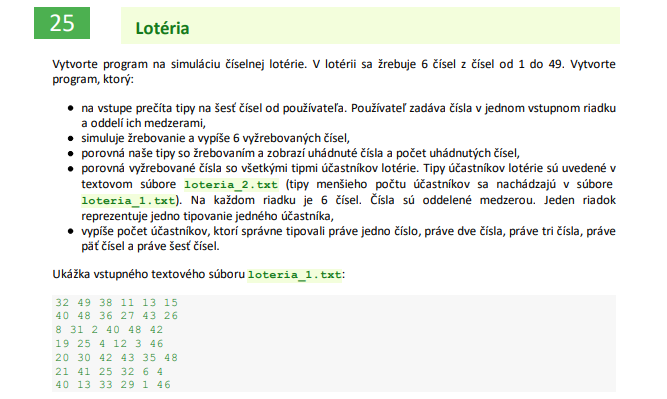 25
Lotéria
Vytvorte program na simuláciu číselnej lotérie. V lotérii sa žrebuje 6 čísel z čísel od 1 do 49. Vytvorte
program, ktorý:
● na vstupe prečíta tipy na šesť čísel od používateľa. Používateľ zadáva čísla v jednom vstupnom riadku
a oddelí ich medzerami,
● simuluje žrebovanie a vypíše 6 vyžrebovaných čísel,
● porovná naše tipy so žrebovaním a zobrazí uhádnuté čísla a počet uhádnutých čísel,
● porovná vyžrebované čísla so všetkými tipmi účastníkov lotérie. Tipy účastníkov lotérie sú uvedené v
textovom súbore loteria_2.txt (tipy menšieho počtu účastníkov sa nachádzajú v súbore
loteria_1.txt). Na každom riadku je 6 čísel. Čísla sú oddelené medzerou. Jeden riadok
reprezentuje jedno tipovanie jedného účastníka,
● vypíše počet účastníkov, ktorí správne tipovali práve jedno číslo, práve dve čísla, práve tri čísla, práve
päť čísel a práve šesť čísel.
Ukážka vstupného textového súboru loteria_1.txt:
32 49 38 11 13 15
40 48 36 27 43 26
8 31 2 40 48 42
19 25 4 12 3 46
20 30 42 43 35 48
21 41 25 32 6 4
40 13 33 29 1 46